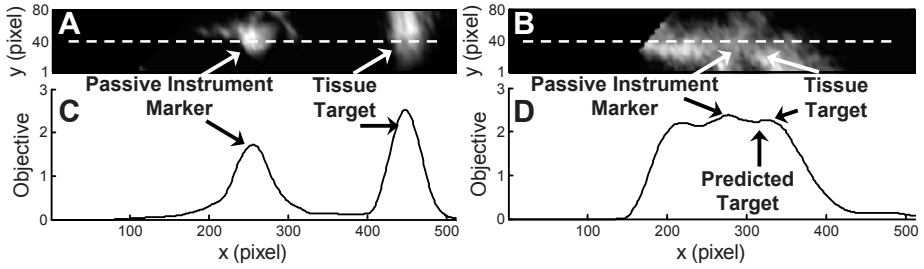 A
B
80
40
1
y (pixel)
80
40
1
y (pixel)
Passive Instrument
Marker
Tissue
Target
Passive Instrument
Marker
Tissue
Target
Predicted
Target
C
D
3
2
1
0
Objective
3
2
1
0
Objective
100 200 300 400 500
x (pixel)
100 200 300 400 500
x (pixel)